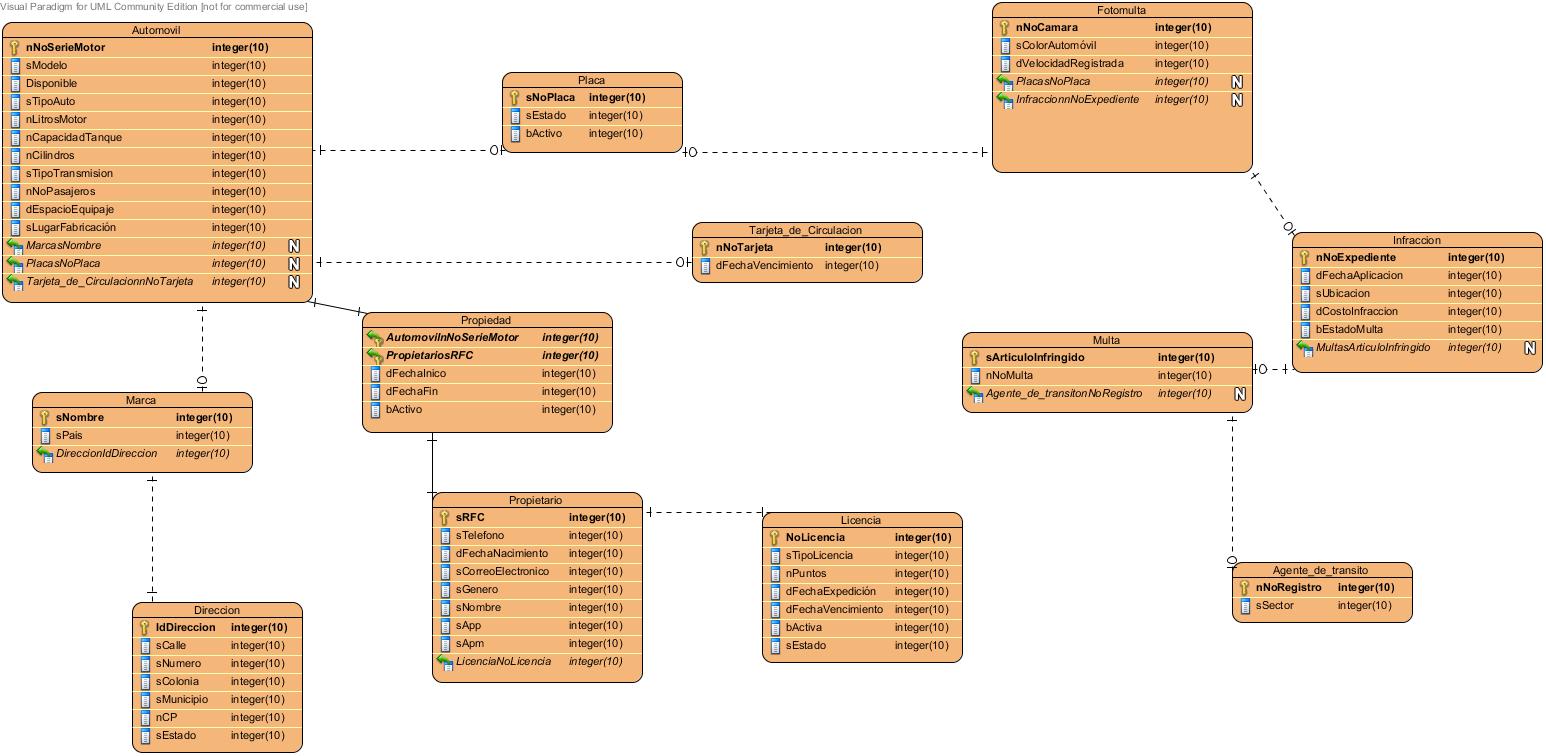 Visual Paradigm for UML Community Edition [not for commercial use]
Automovil
nNoSerieMotor integer(10)
sModelo integer(10)
Disponible integer(10)
sTipoAuto integer(10)
nLitrosMotor integer(10)
nCapacidadTanque integer(10)
nCilindros integer(10)
sTipoTransmision integer(10)
nNoPasajeros integer(10)
dEspacioEquipaje integer(10)
sLugarFabricación integer(10)
MarcasNombre integer(10) N
PlacasNoPlaca integer(10) N
Tarjeta_de_CirculacionnNoTarjeta integer(10) N
Placa
sNoPlaca integer(10)
sEstado integer(10)
bActivo integer(10)
Fotomulta
nNoCamara integer(10)
sColorAutomóvil integer(10)
dVelocidadRegistrada integer(10)
PlacasNoPlaca integer(10) N
InfraccionnNoExpediente integer(10) N
Tarjeta_de_Circulacion
nNoTarjeta integer(10)
dFechaVencimiento integer(10)
Infraccion
nNoExpediente integer(10)
dFechaAplicacion integer(10)
sUbicacion integer(10)
dCostoInfraccion integer(10)
bEstadoMulta integer(10)
MultasArticuloInfringido integer(10) N
Propiedad
AutomovilnNoSerieMotor integer(10)
PropietariosRFC integer(10)
dFechaInico integer(10)
dFechaFin integer(10)
bActivo integer(10)
Multa
sArticuloInfringido integer(10)
nNoMulta integer(10)
Agente_de_transitonNoRegistro integer(10) N
Marca
sNombre integer(10)
sPais integer(10)
DireccionIdDireccion integer(10)
Propietario
sRFC integer(10)
sTelefono integer(10)
dFechaNacimiento integer(10)
sCorreoElectronico integer(10)
sGenero integer(10)
sNombre integer(10)
sApp integer(10)
sApm integer(10)
LicenciaNoLicencia integer(10)
Licencia
NoLicencia integer(10)
sTipoLicencia integer(10)
nPuntos integer(10)
dFechaExpedición integer(10)
dFechaVencimiento integer(10)
bActiva integer(10)
sEstado integer(10)
Agente_de_transito
nNoRegistro integer(10)
sSector integer(10)
Direccion
IdDireccion integer(10)
sCalle integer(10)
sNumero integer(10)
sColonia integer(10)
sMunicipio integer(10)
nCP integer(10)
sEstado integer(10)